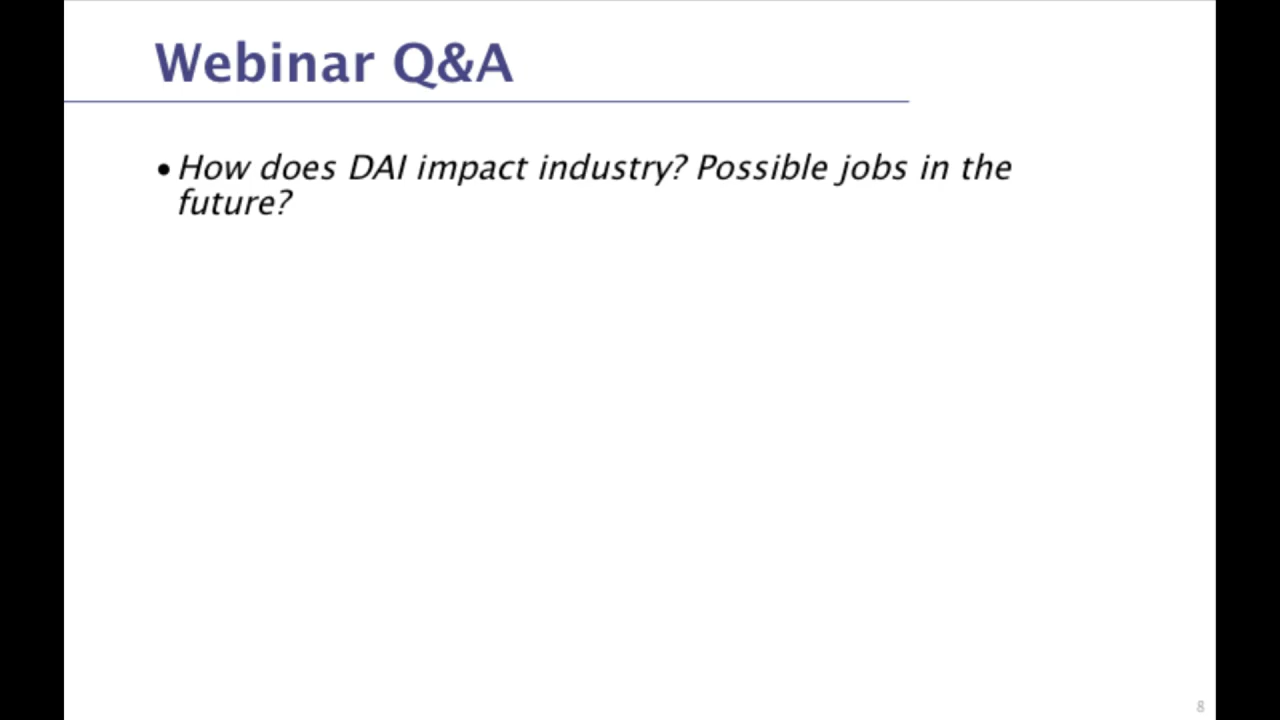 Webinar Q&A
• How does DAI impact industry? Possible jobs in the
future?
8